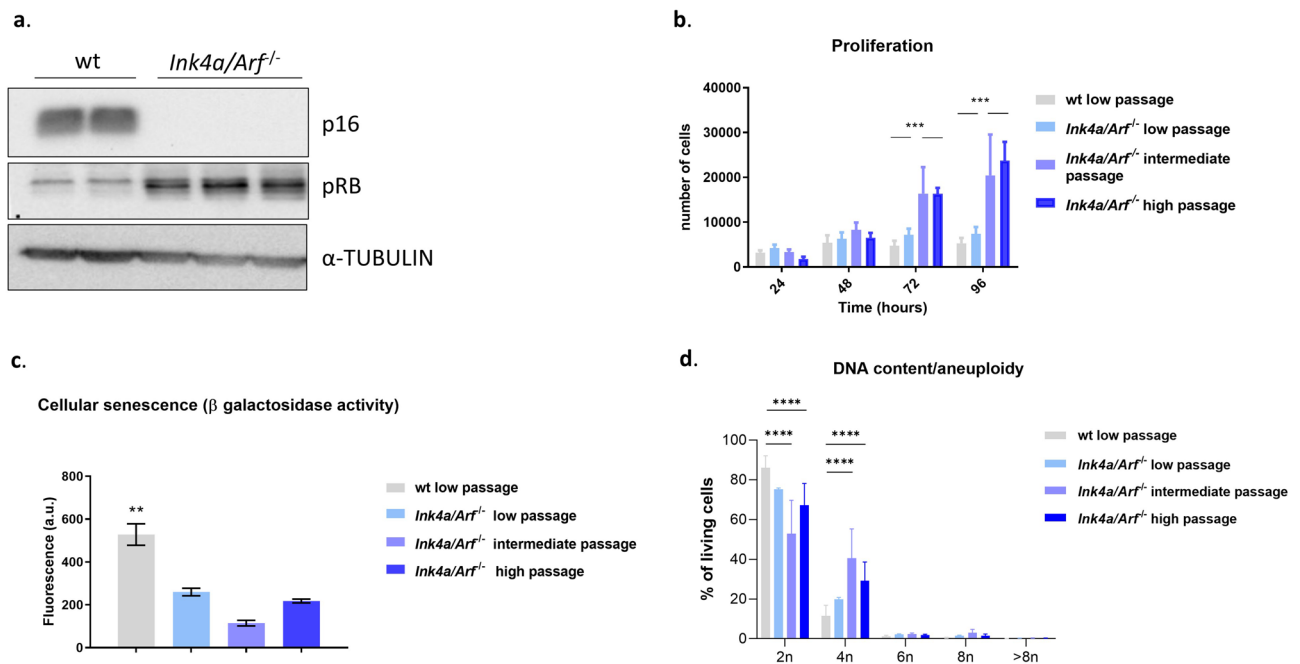 a.
wt
Ink4a/Arf-/-
p16
pRB
α-TUBULIN
b.
Proliferation
number of cells
40000
30000
20000
10000
0
***
***
24
48
72
96
Time (hours)
wt low passage
Ink4a/Arf-/- low passage
Ink4a/Arf-/- intermediate
passage
Ink4a/Arf-/- high passage
c.
Cellular senescence (β galactosidase activity)
Fluorescence (a.u.)
800
600
400
200
0
**
wt low passage
Ink4a/Arf-/- low passage
Ink4a/Arf-/- intermediate passage
Ink4a/Arf-/- high passage
d.
DNA content/aneuploidy
% of living cells
100
80
60
40
20
0
****
****
****
****
2n
4n
6n
8n
>8n
wt low passage
Ink4a/Arf-/- low passage
Ink4a/Arf-/- intermediate passage
Ink4a/Arf-/- high passage